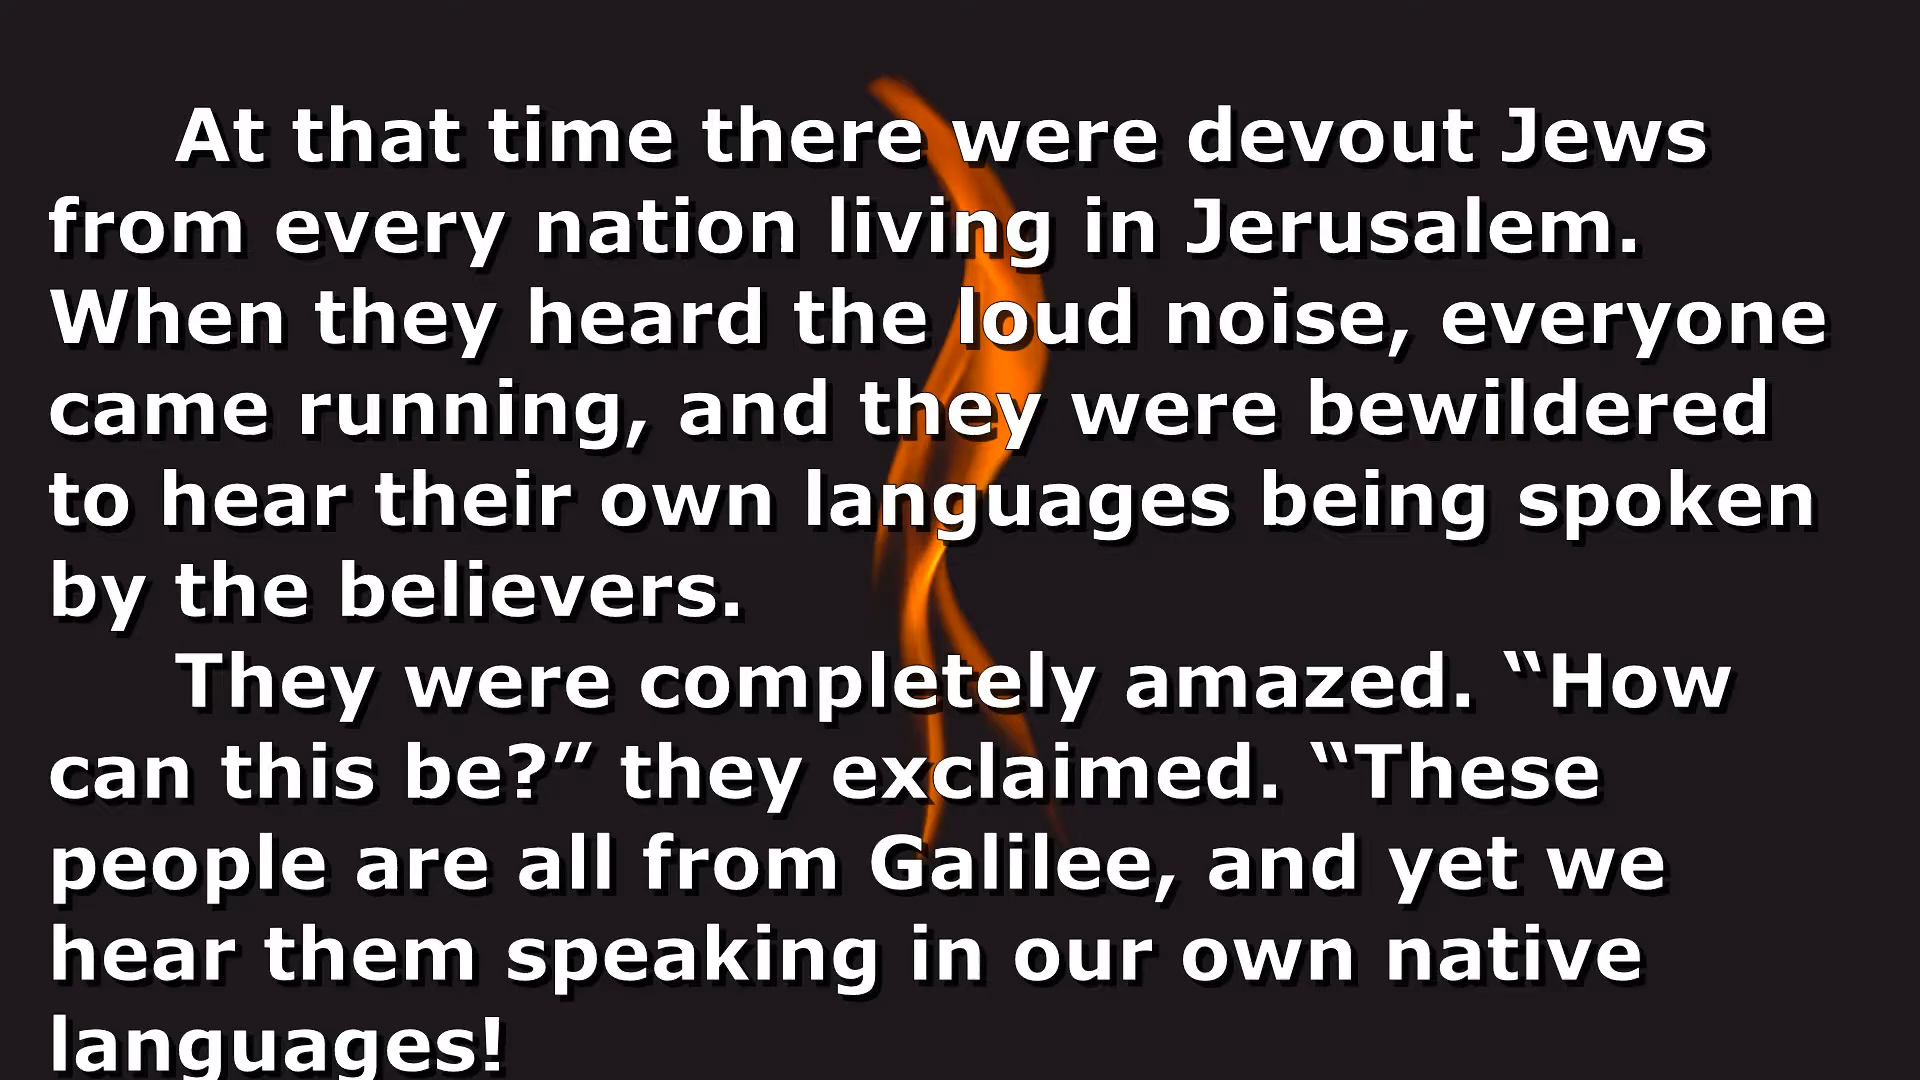 At that time there were devout Jews
from every nation living in Jerusalem.
When they heard the loud noise, everyone
came running, and they were bewildered
to hear their own languages being spoken
by the believers.
They were completely amazed. “How
can this be?” they exclaimed. “These
people are all from Galilee, and yet we
hear them speaking in our own native
languages!